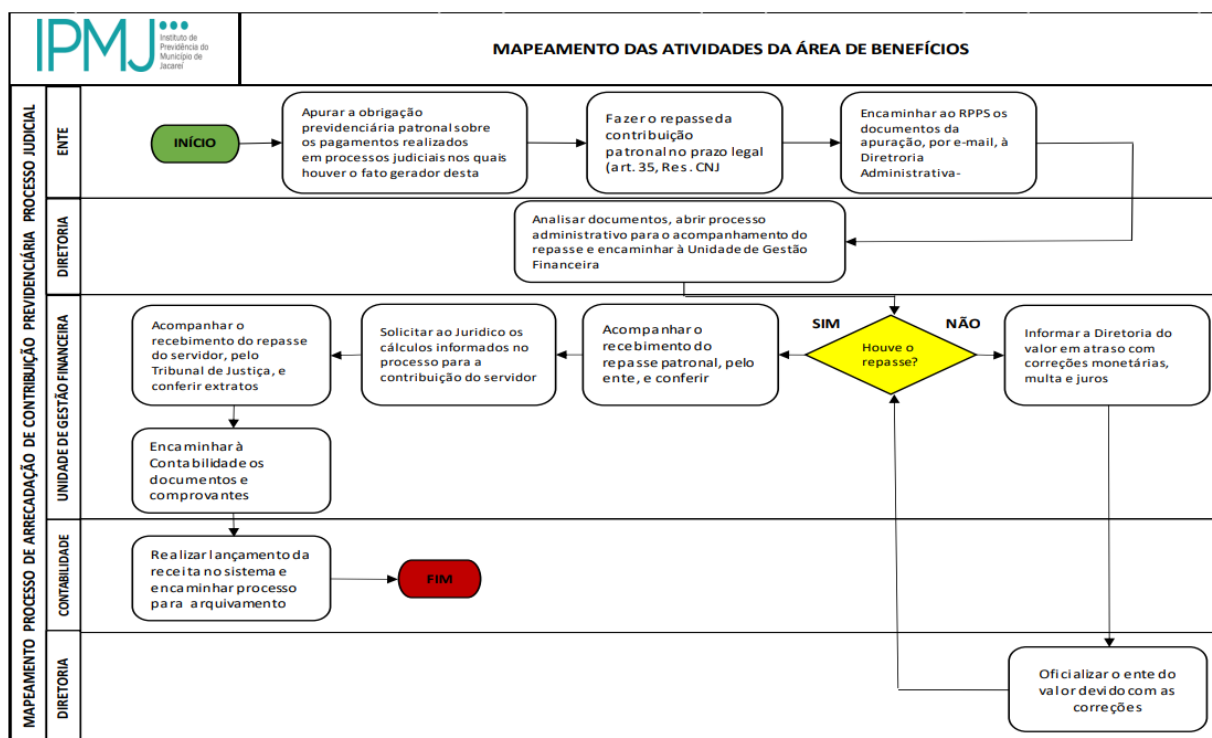 IPMJ
Instituto de
Previdência do
Município de
Jacareí
MAPEAMENTO DAS ATIVIDADES DA ÁREA DE BENEFÍCIOS
MAPEAMENTO PROCESSO DE ARRECADAÇÃO DE CONTRIBUIÇÃO PREVIDENCIÁRIA PROCESSO JUDICIAL
ENTE
INÍCIO
Apurar a obrigação
previdenciária patronal sobre
os pagamentos realizados
em processos judiciais nos quais
houver o fato gerador desta
Fazer o repasse da
contribuição
patronal no prazo legal
(art. 35, Res. CNJ
Encaminhar ao RPPS os
documentos da
apuração, por e-mail, à
Diretroria
Administrativa-
DIRETORIA
Analisar documentos, abrir processo
administrativo para o acompanhamento do
repasse e encaminhar à Unidade de Gestão
Financeira
UNIDADE DE GESTÃO FINANCEIRA
Acompanhar o
recebimento do repasse
do servidor, pelo
Tribunal de Justiça, e
conferir extratos
Solicitar ao Juridico os
cálculos informados no
processo para a
contribuição do servidor
Acompanhar o
recebimento do
repasse patronal, pelo
ente, e conferir
SIM
Houve o
repasse?
NÃO
Informar a Diretoria do
valor em atraso com
correções monetárias,
multa e juros
Encaminhar à
Contabilidade os
documentos e
comprovantes
CONTABILIDADE
Realizar lançamento da
receita no sistema e
encaminhar processo
para arquivamento
FIM
DIRETORIA
Oficializar o ente do
valor devido com as
correções